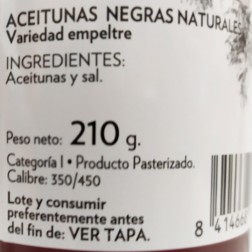 ACEITUNAS NEGRAS NATURALES
Variedad empeltre
INGREDIENTES:
Aceitunas y sal.
Peso neto: 210 g.
Categoría I • Producto Pasterizado.
Calibre: 350/450
Lote y consumir
preferentemente antes
del fin de: VER TAPA.
8